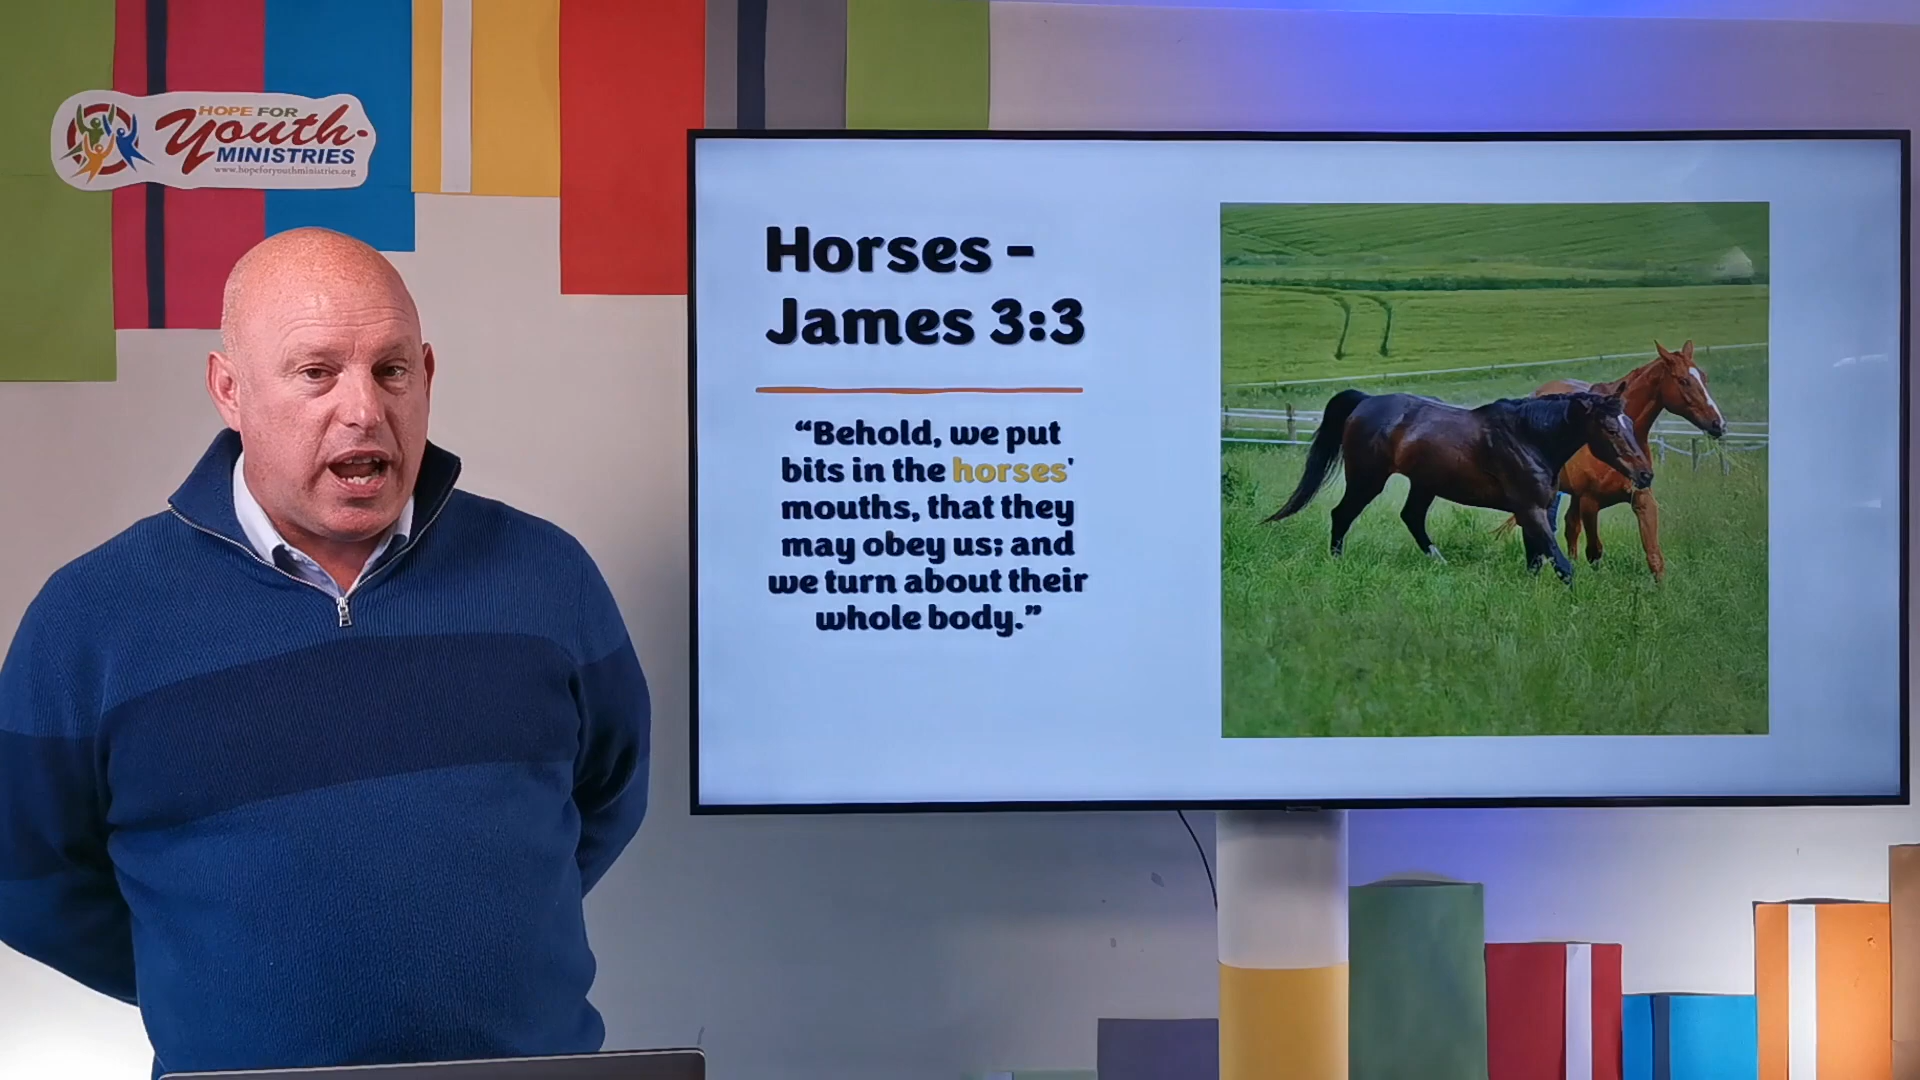 HOPE FOR
Youth
MINISTRIES
www.hopeforyouthministries.org
Horses -
James 3:3
“Behold, we put
bits in the horses'
mouths, that they
may obey us; and
we turn about their
whole body.”